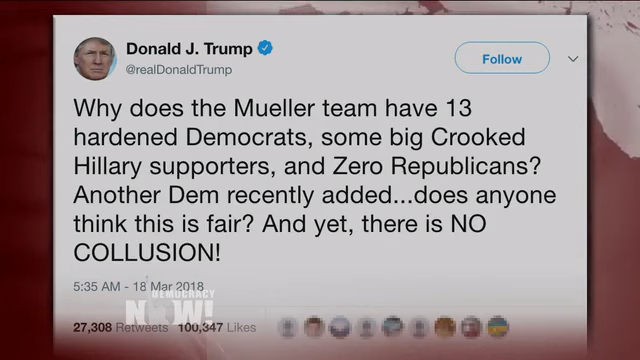 Donald J. Trump
@realDonaldTrump
Follow
Why does the Mueller team have 13
hardened Democrats, some big Crooked
Hillary supporters, and Zero Republicans?
Another Dem recently added...does anyone
think this is fair? And yet, there is NO
COLLUSION!
5:35 AM - 18 Mar 2018
DEMOCRACY
NOW!
27,308 Retweets 100,347 Likes